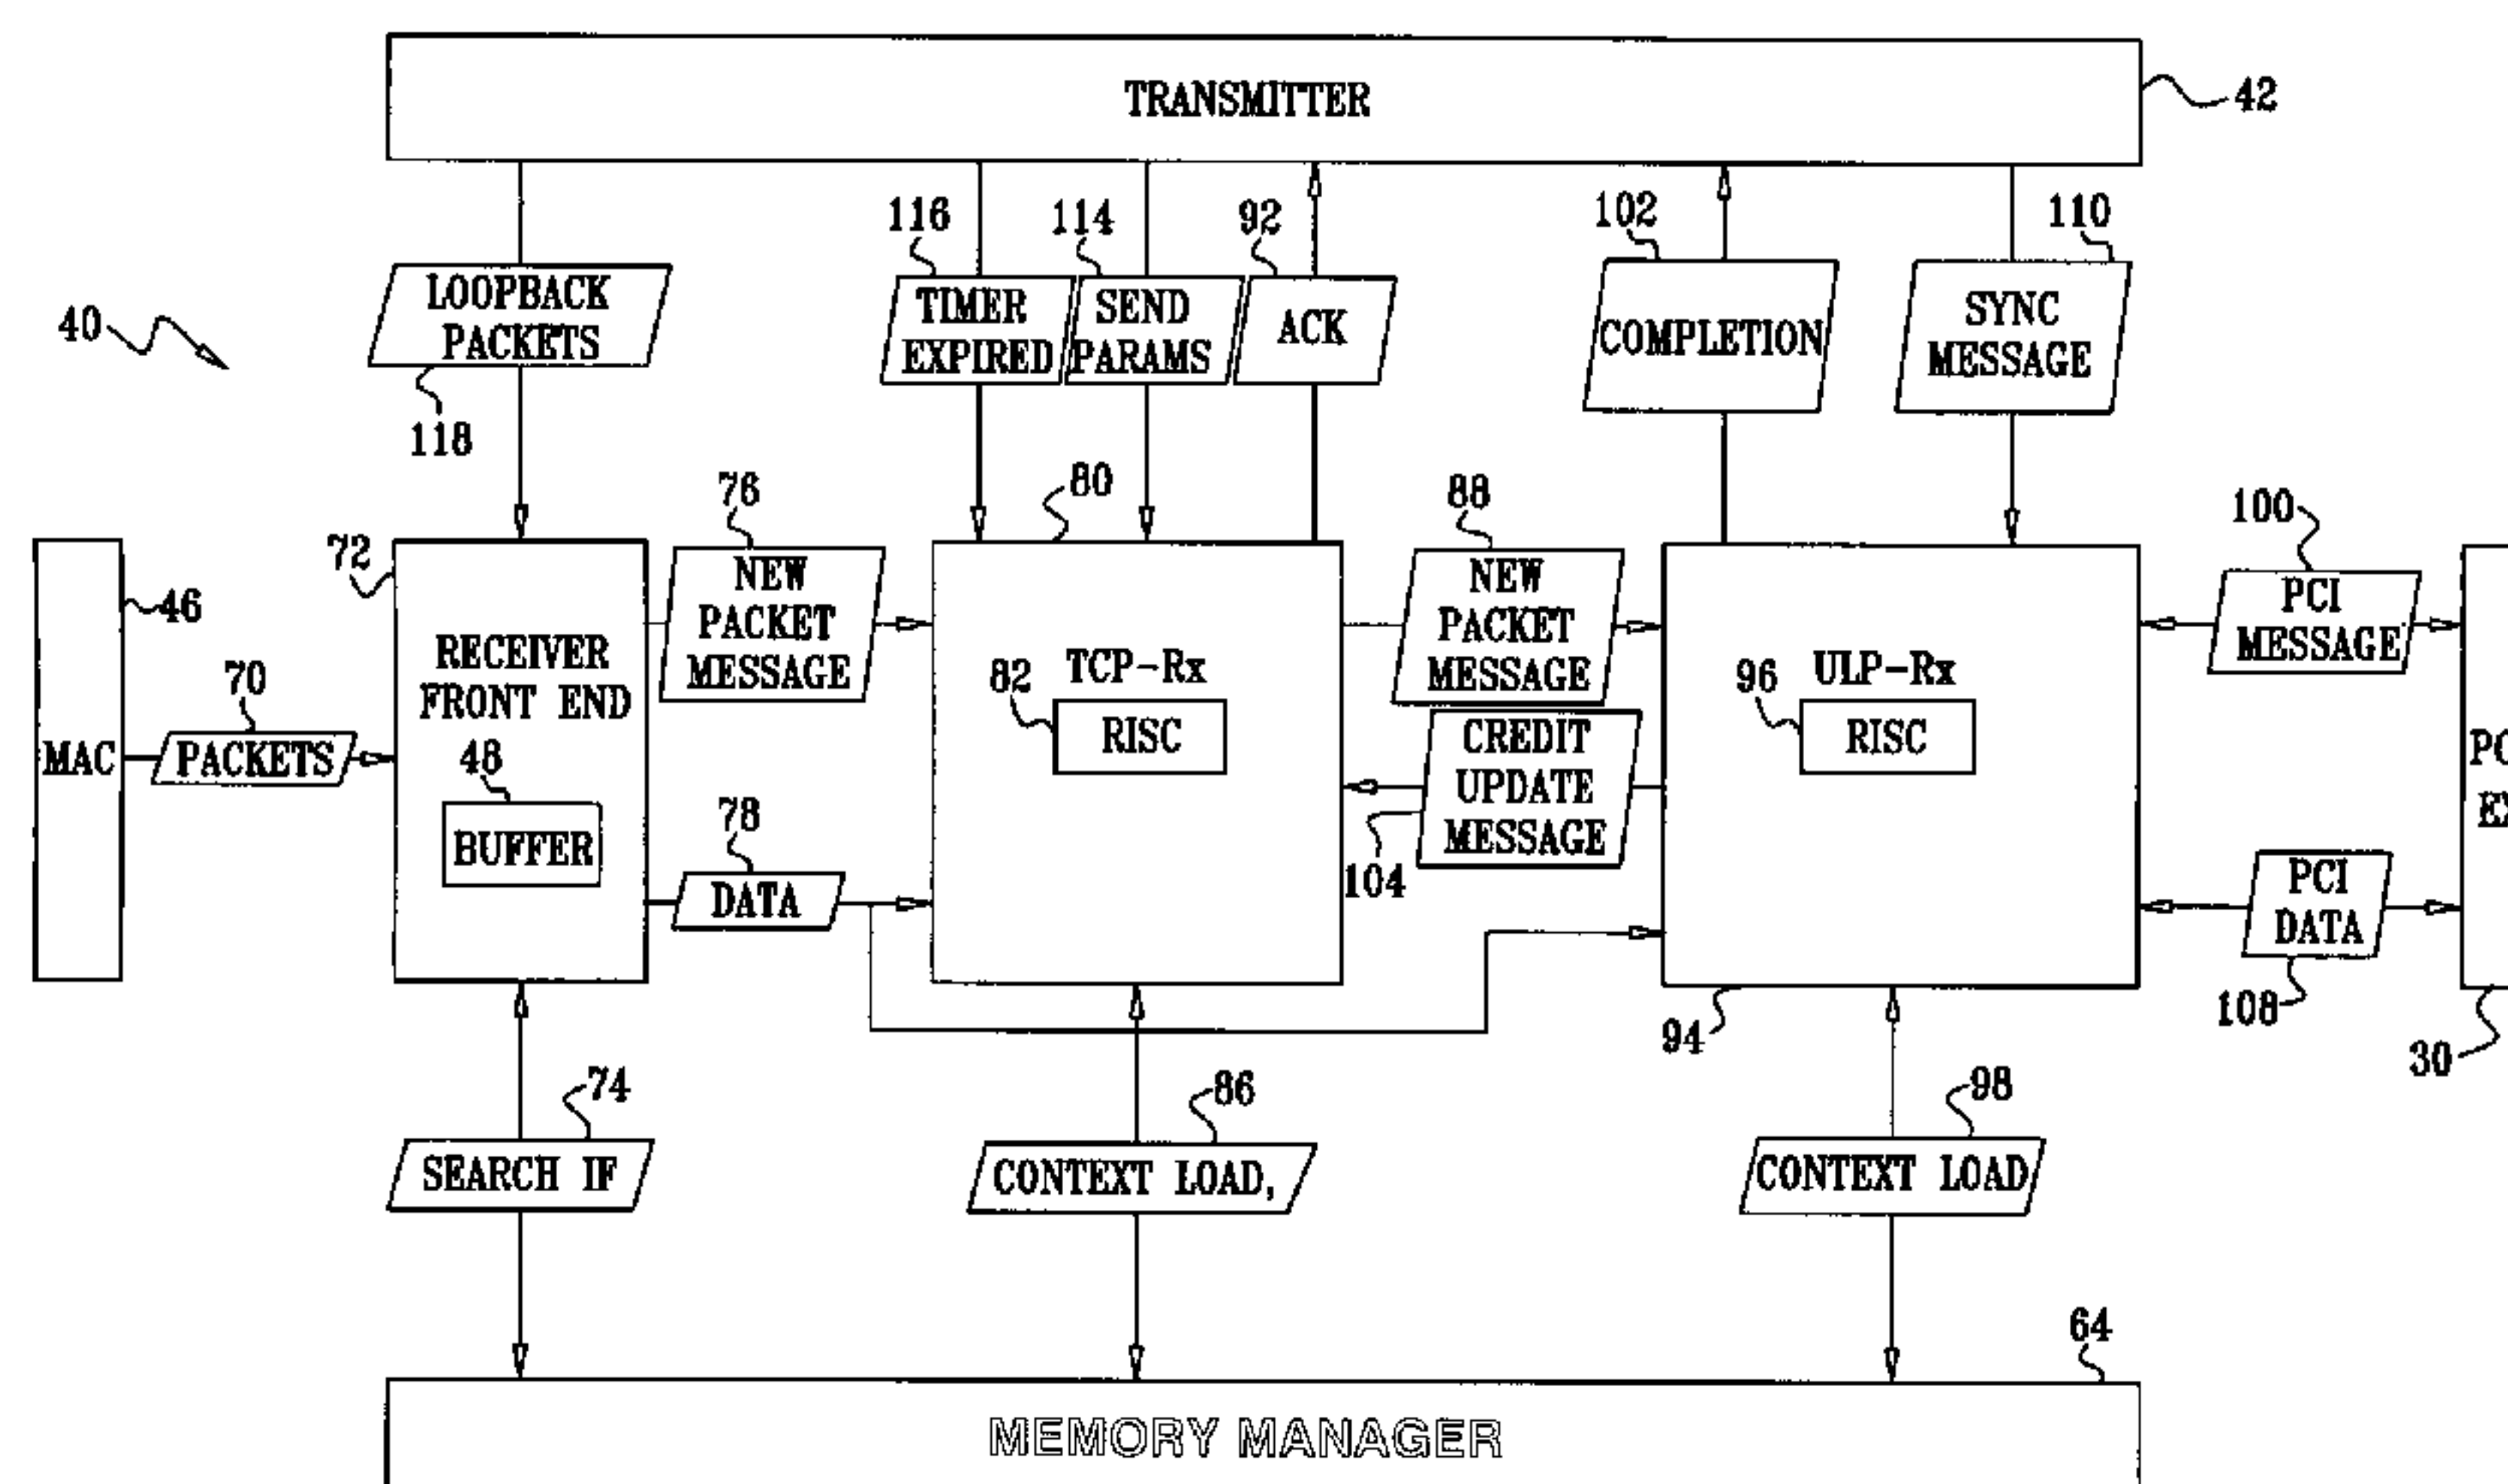 TRANSMITTER
42
116
114
92
102
110
LOOPBACK
PACKETS
TIMER
EXPIRED
SEND
PARAMS
ACK
COMPLETION
SYNC
MESSAGE
40
118
76
80
88
100
72
46
NEW
PACKET
MESSAGE
NEW
PACKET
MESSAGE
PCI
MESSAGE
RECEIVER
FRONT END
82
TCP-Rx
RISC
96
ULP-Rx
RISC
70
MAC
PACKETS
48
BUFFER
78
DATA
CREDIT
UPDATE
MESSAGE
104
PCI
DATA
108
94
30
74
86
98
SEARCH IF
CONTEXT LOAD,
CONTEXT LOAD
64
MEMORY MANAGER